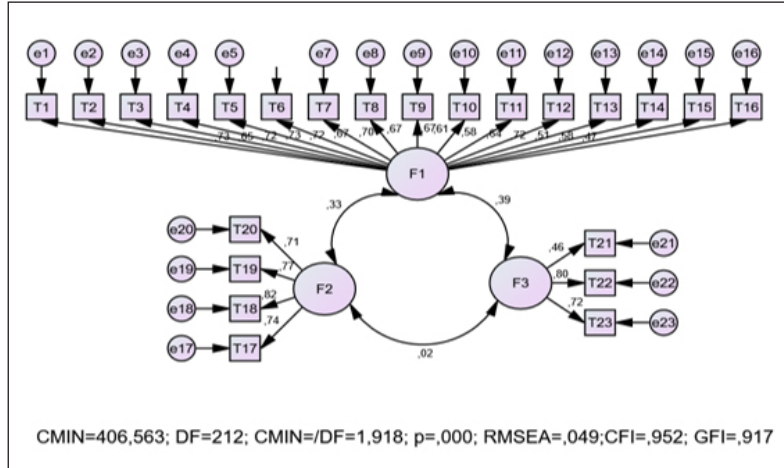 e1 e2 e3 e4 e5 e7 e8 e9 e10 e11 e12 e13 e14 e15 e16
T1 T2 T3 T4 T5 T6 T7 T8 T9 T10 T11 T12 T13 T14 T15 T16
,73 ,65 ,72 ,73 ,72 ,67 ,70 ,67 ,67 ,61 ,58 ,64 ,72 ,51 ,58 ,47
F1
,33 ,39
e20 T20 ,71 ,46 T21 e21
e19 T19 ,77 F2 F3 ,80 T22 e22
e18 T18 ,82 ,72 T23 e23
e17 T17 ,74 ,02
CMIN=406,563; DF=212; CMIN=/DF=1,918; p=,000; RMSEA=,049;CFI=,952; GFI=,917